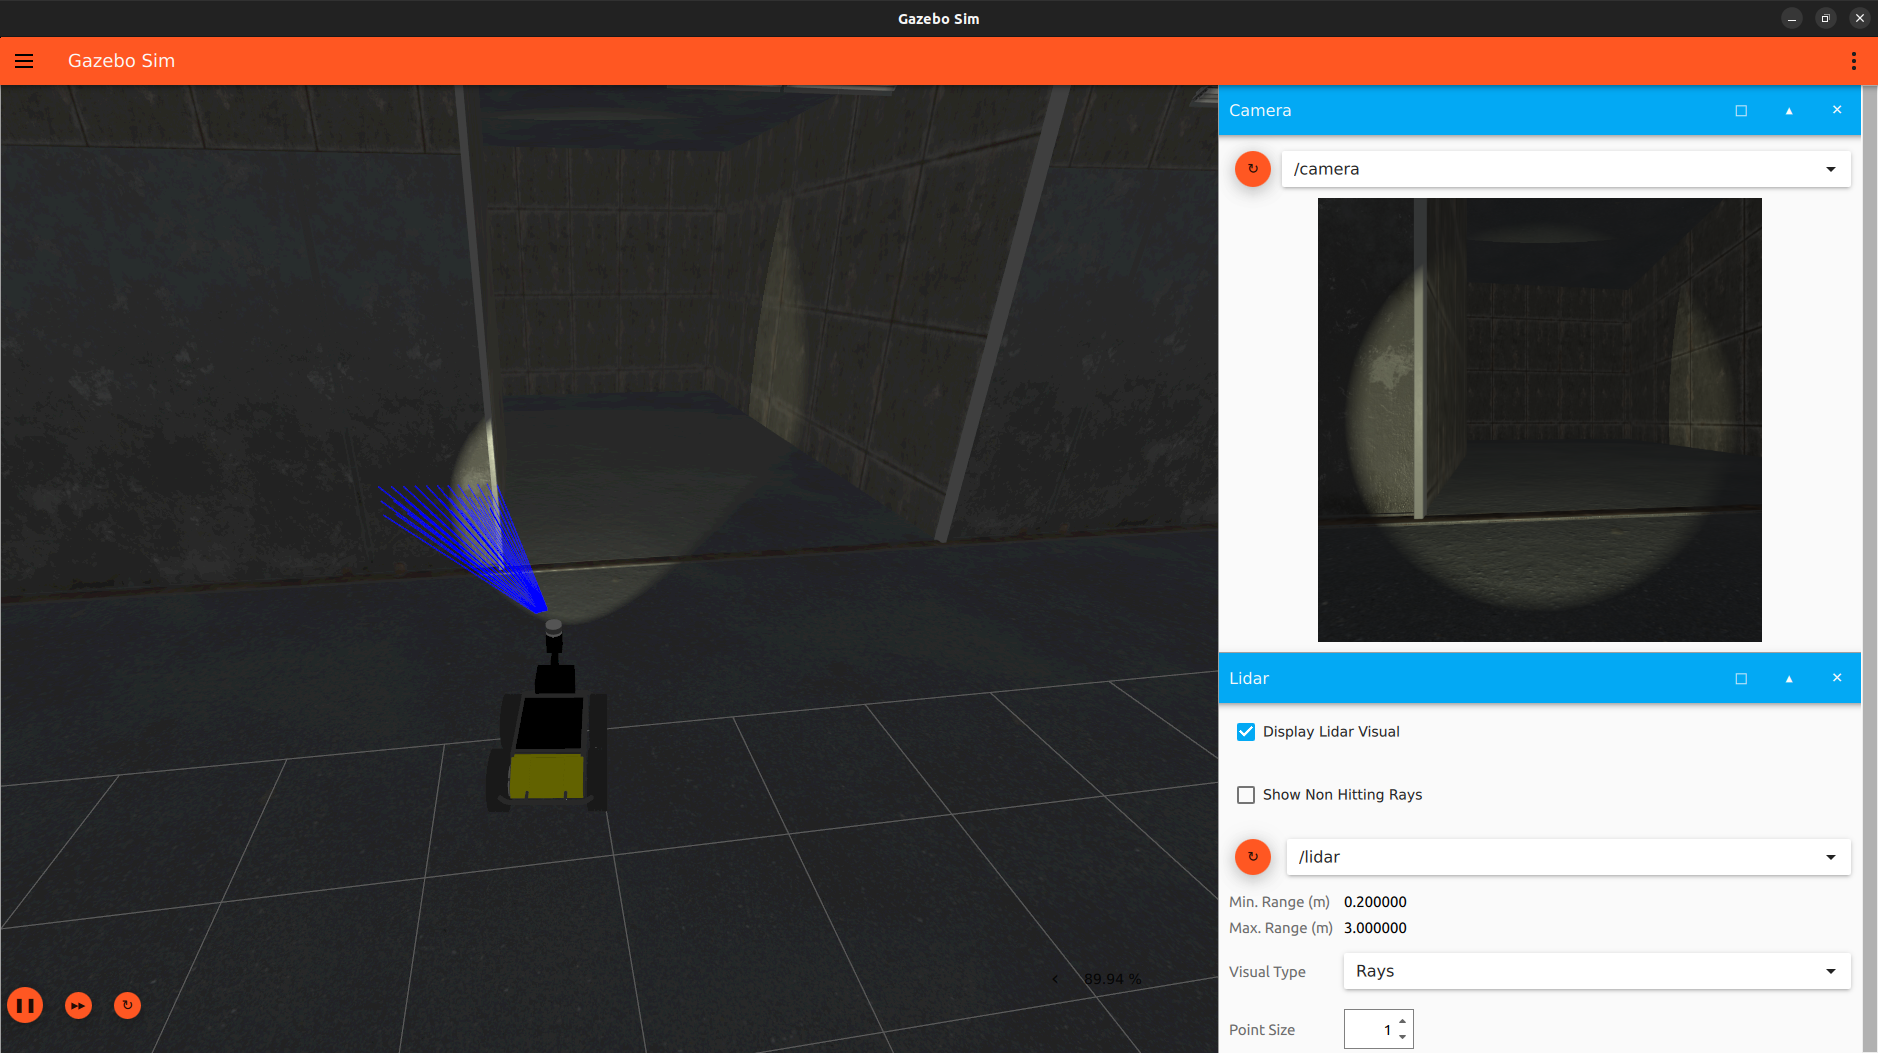 Gazebo Sim
Gazebo Sim
Camera
/camera
Lidar
Display Lidar Visual
Show Non Hitting Rays
/lidar
Min. Range (m) 0.200000
Max. Range (m) 3.000000
Visual Type Rays
89.94 %
Point Size 1